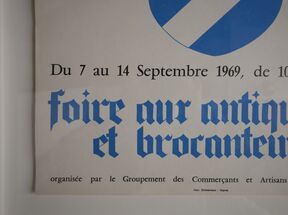 Du 7 au 14 Septembre 1969, de 10
foire aux antiqu
et brocanteu
organisée par le Groupement des Commerçants et Artisans